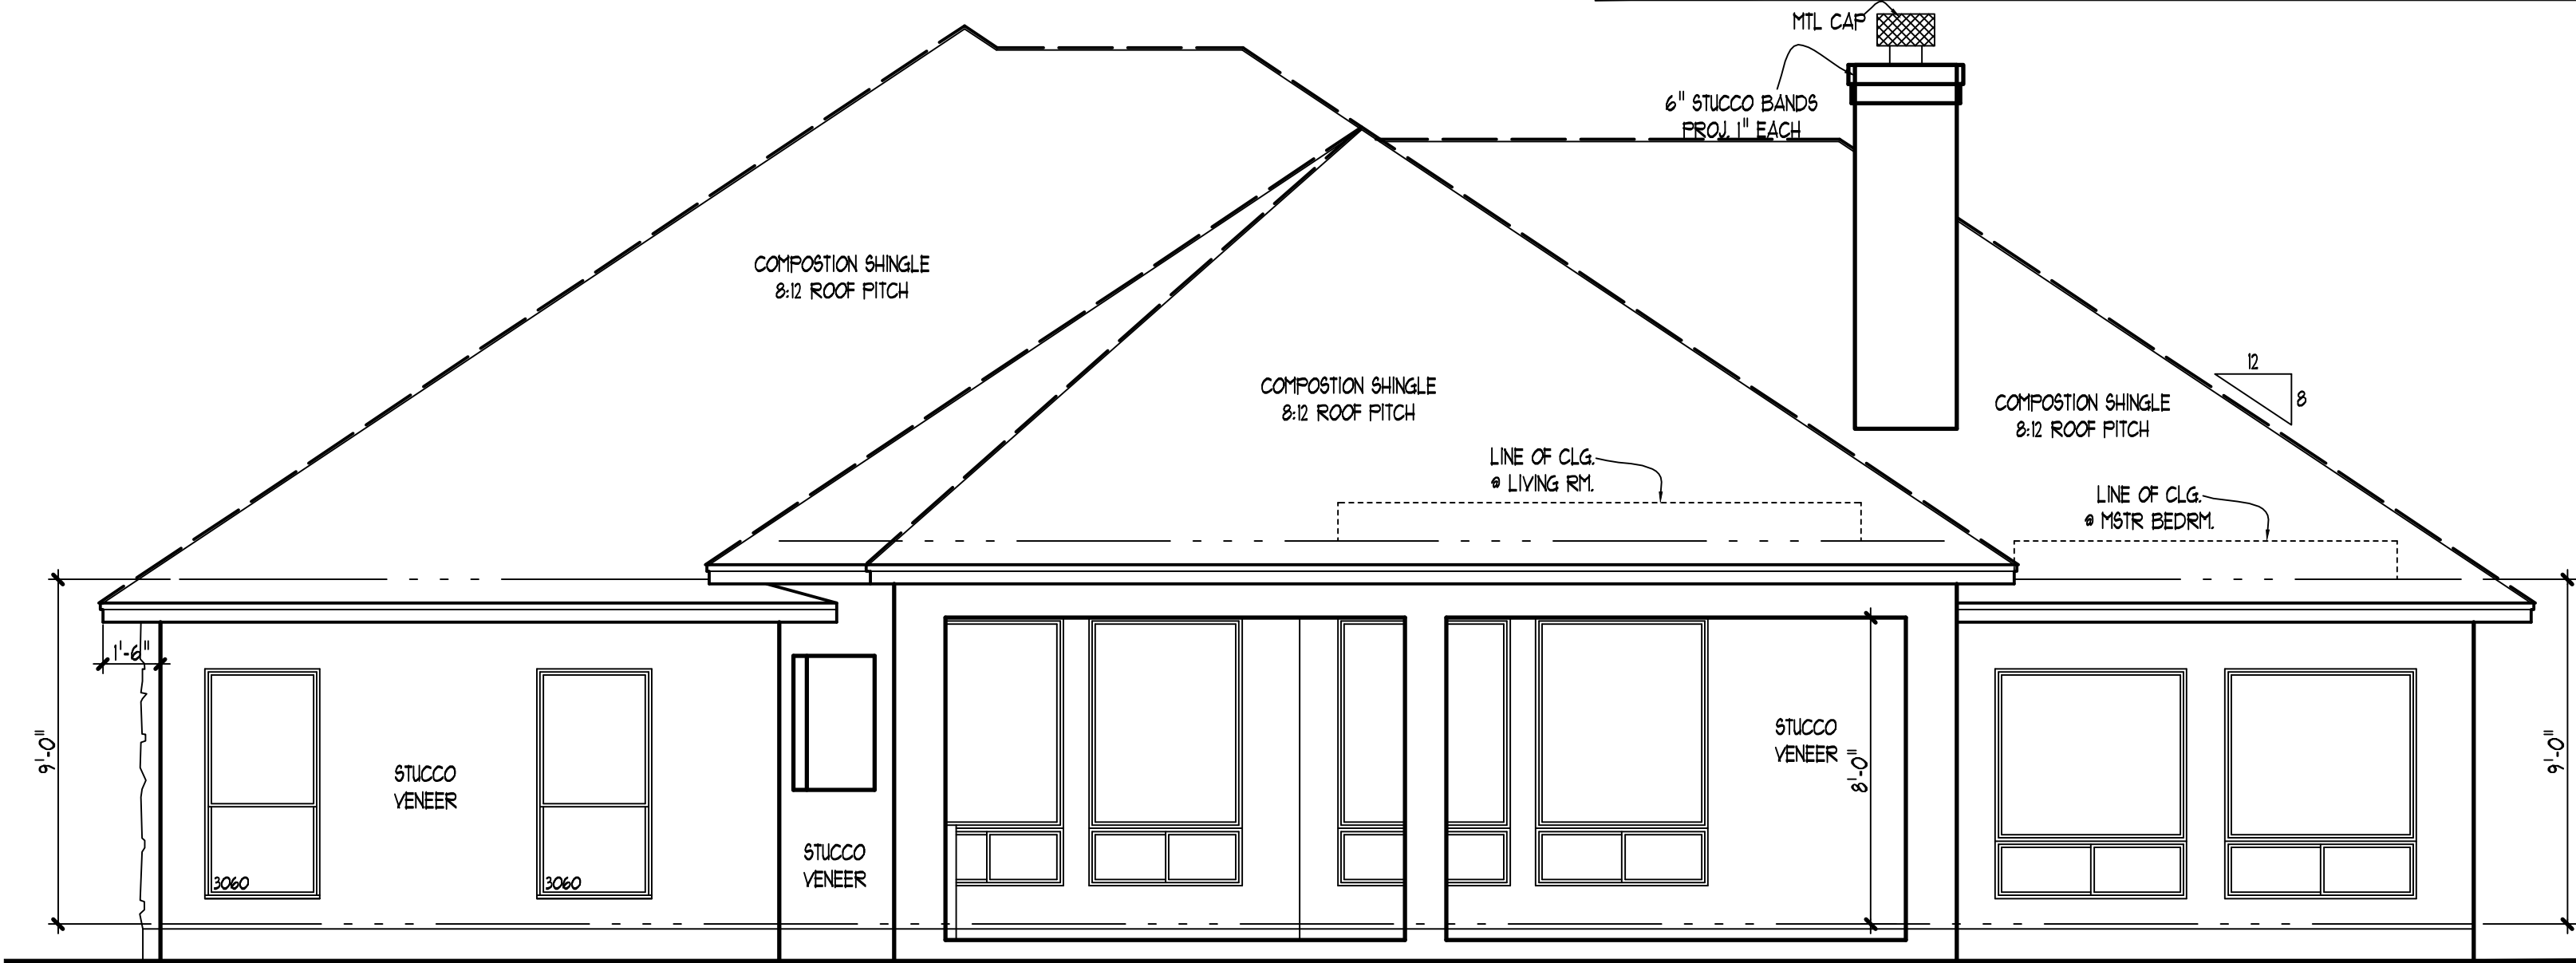 MTL CAP
6" STUCCO BANDS
PROJ. 1" EACH
COMPOSTION SHINGLE
8:12 ROOF PITCH
12
8
COMPOSTION SHINGLE
8:12 ROOF PITCH
COMPOSTION SHINGLE
8:12 ROOF PITCH
LINE OF CLG.
@ LIVING RM.
LINE OF CLG.
@ MSTR BEDRM.
1'-6"
9'-0"
STUCCO
VENEER
3060
3060
STUCCO
VENEER
STUCCO
VENEER
8'-0"
9'-0"